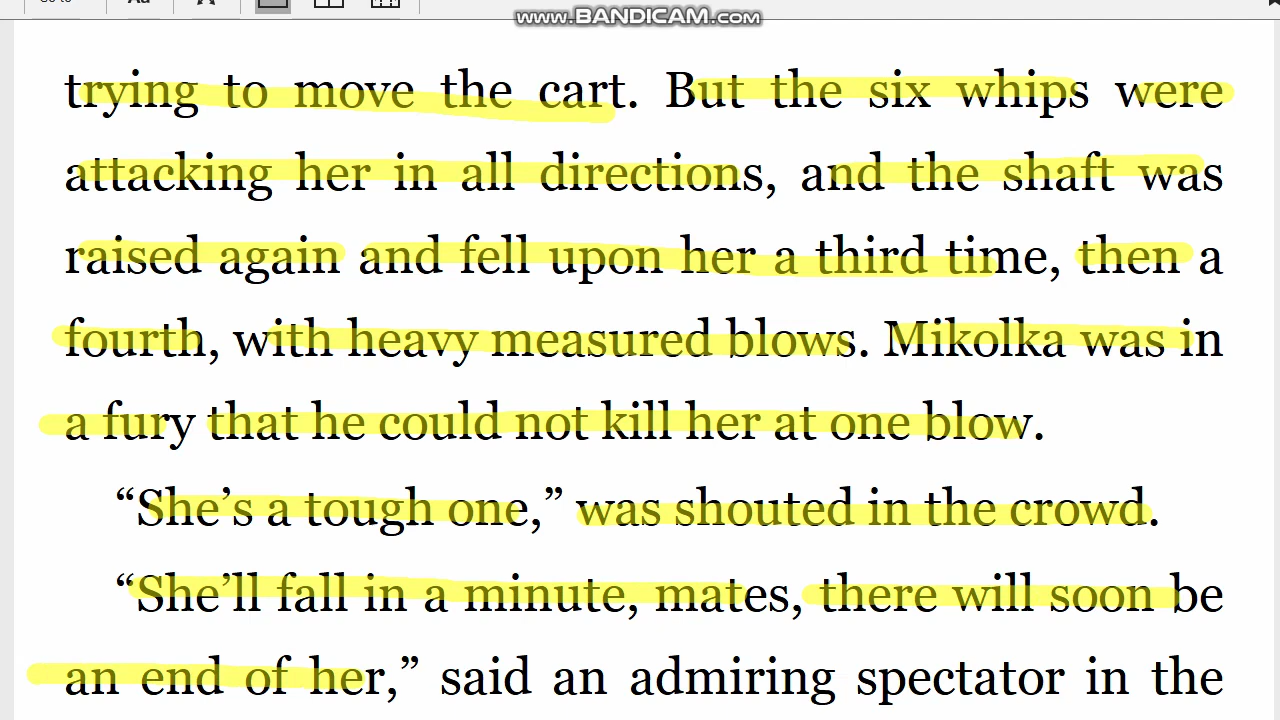 Aa
www.BANDICAM.com
trying to move the cart. But the six whips were
attacking her in all directions, and the shaft was
raised again and fell upon her a third time, then a
fourth, with heavy measured blows. Mikolka was in
a fury that he could not kill her at one blow.
“She’s a tough one,” was shouted in the crowd.
“She’ll fall in a minute, mates, there will soon be
an end of her,” said an admiring spectator in the